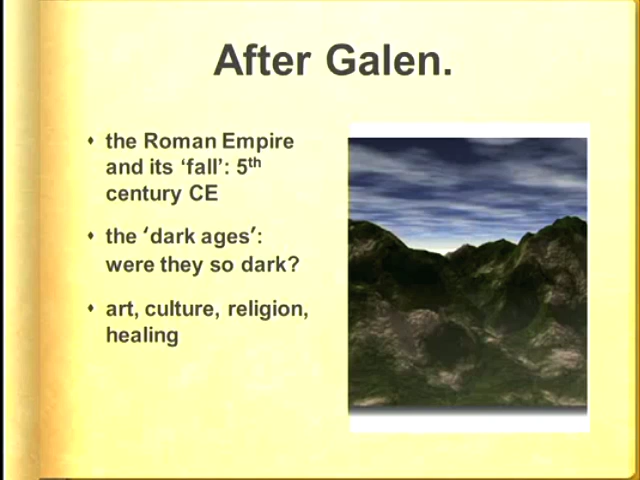 After Galen.
the Roman Empire
and its ‘fall’: 5th
century CE
the ‘dark ages’:
were they so dark?
art, culture, religion,
healing